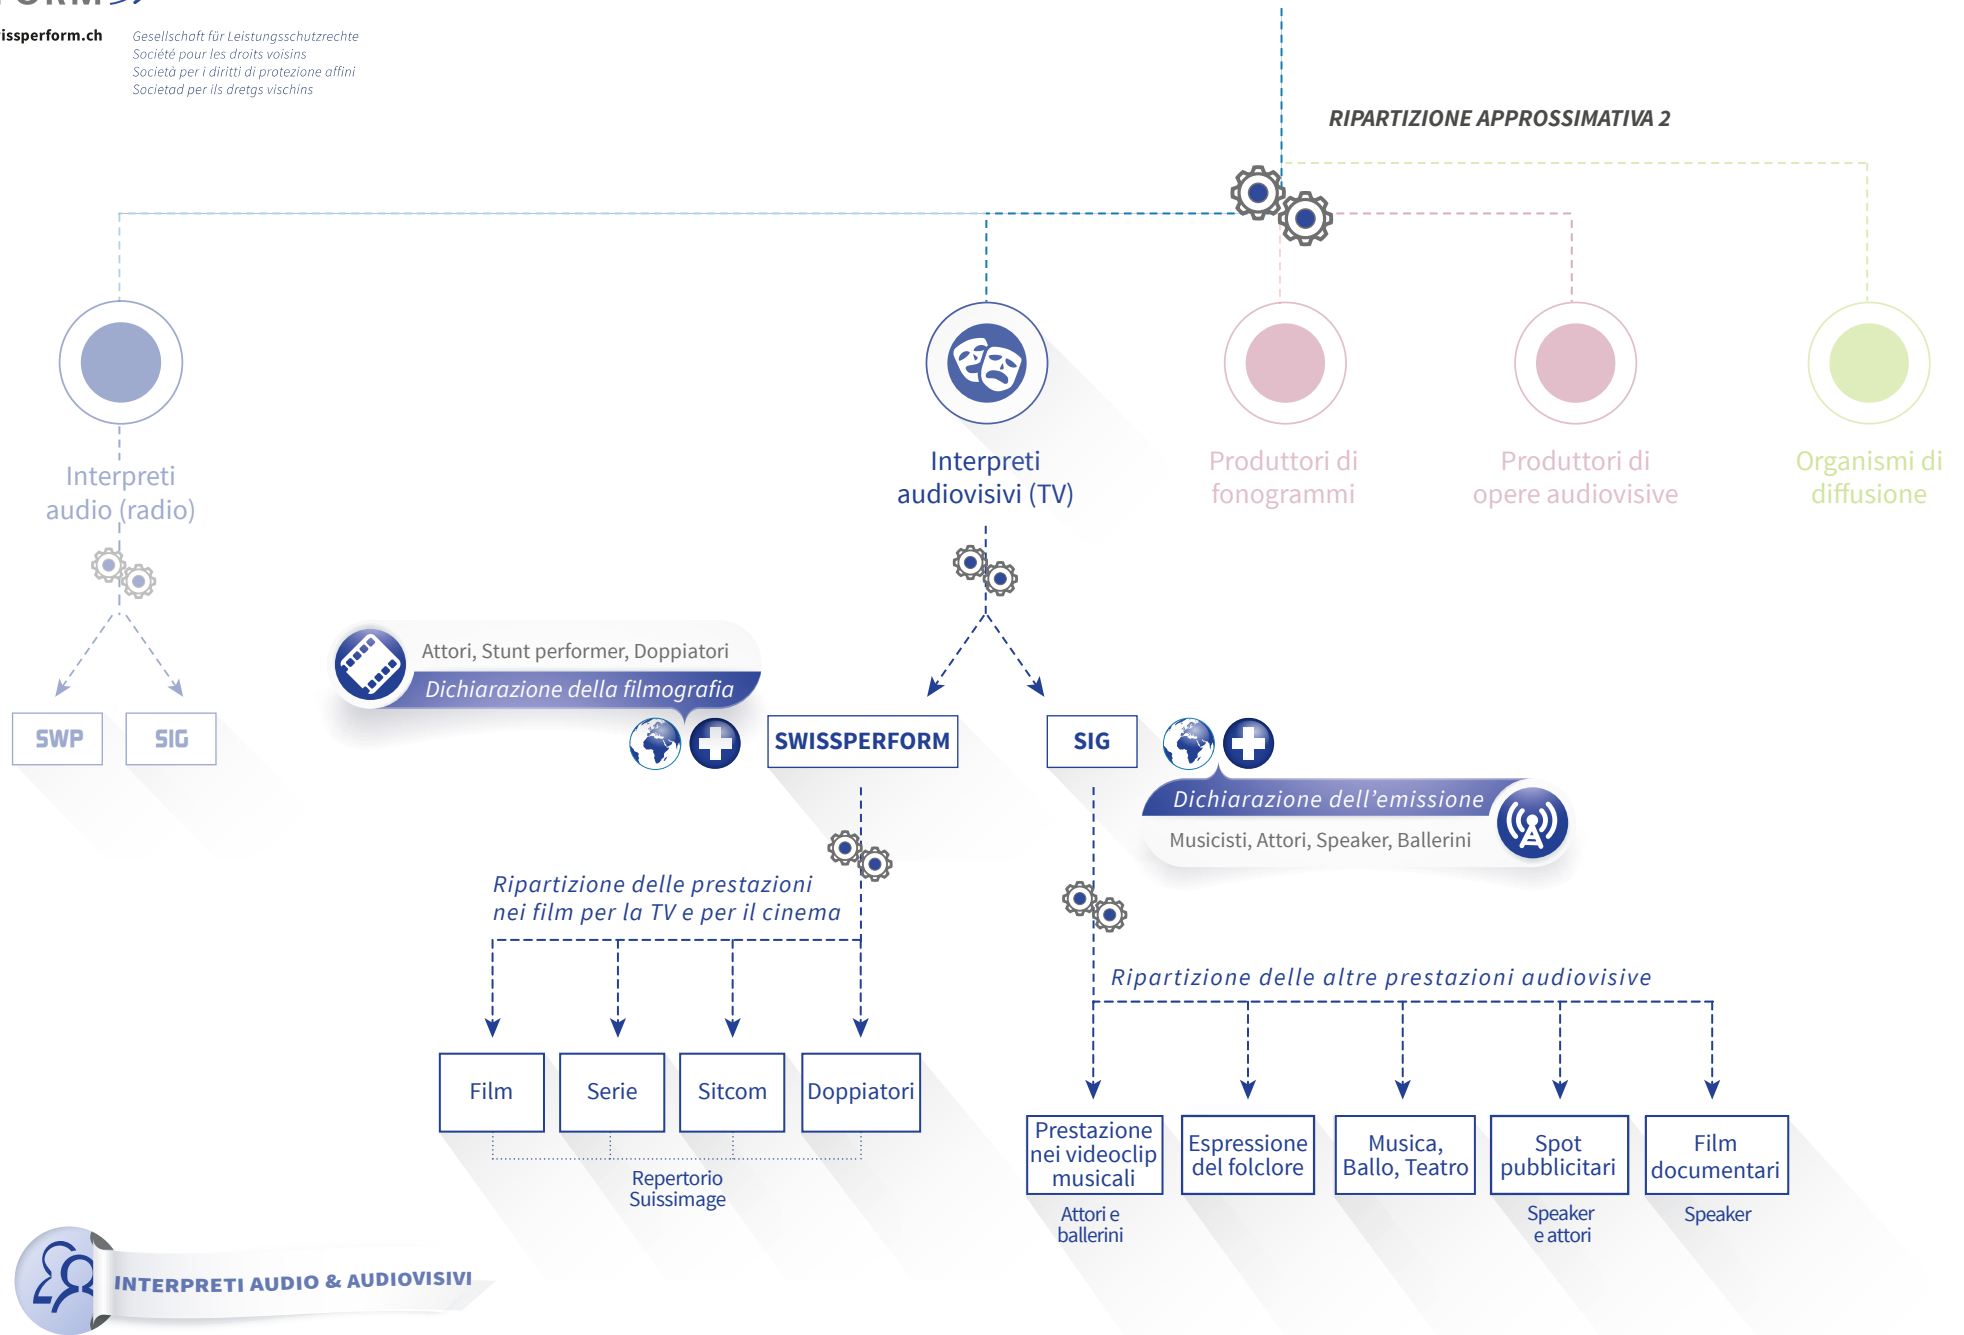 issperform.ch
Gesellschaft für Leistungsschutzrechte
Société pour les droits voisins
Società per i diritti di protezione affini
Societad per ils dretgs vischins
RIPARTIZIONE APPROSSIMATIVA 2
Interpreti
audio (radio)
Interpreti
audiovisivi (TV)
Produttori di
fonogrammi
Produttori di
opere audiovisive
Organismi di
diffusione
SWP
SIG
Attori, Stunt performer, Doppiatori
Dichiarazione della filmografia
SWISSPERFORM
SIG
Dichiarazione dell’emissione
Musicisti, Attori, Speaker, Ballerini
Ripartizione delle prestazioni
nei film per la TV e per il cinema
Film
Serie
Sitcom
Doppiatori
Repertorio
Suissimage
Ripartizione delle altre prestazioni audiovisive
Prestazione
nei videoclip
musicali
Attori e
ballerini
Espressione
del folclore
Musica,
Ballo, Teatro
Spot
pubblicitari
Speaker
e attori
Film
documentari
Speaker
INTERPRETI AUDIO & AUDIOVISIVI